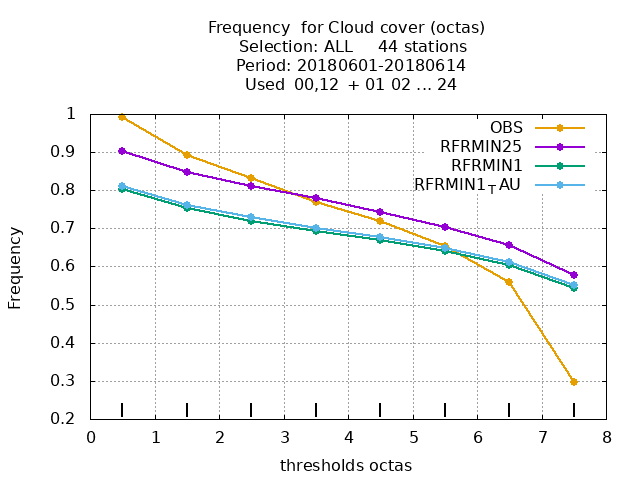 Frequency  for Cloud cover (octas)
Selection: ALL     44 stations
Period: 20180601-20180614
Used  00,12  + 01 02 ... 24
OBS
RFRMIN25
RFRMIN1
RFRMIN1TAU
1
0.9
0.8
0.7
0.6
0.5
0.4
0.3
0.2
Frequency
0 1 2 3 4 5 6 7 8
thresholds octas